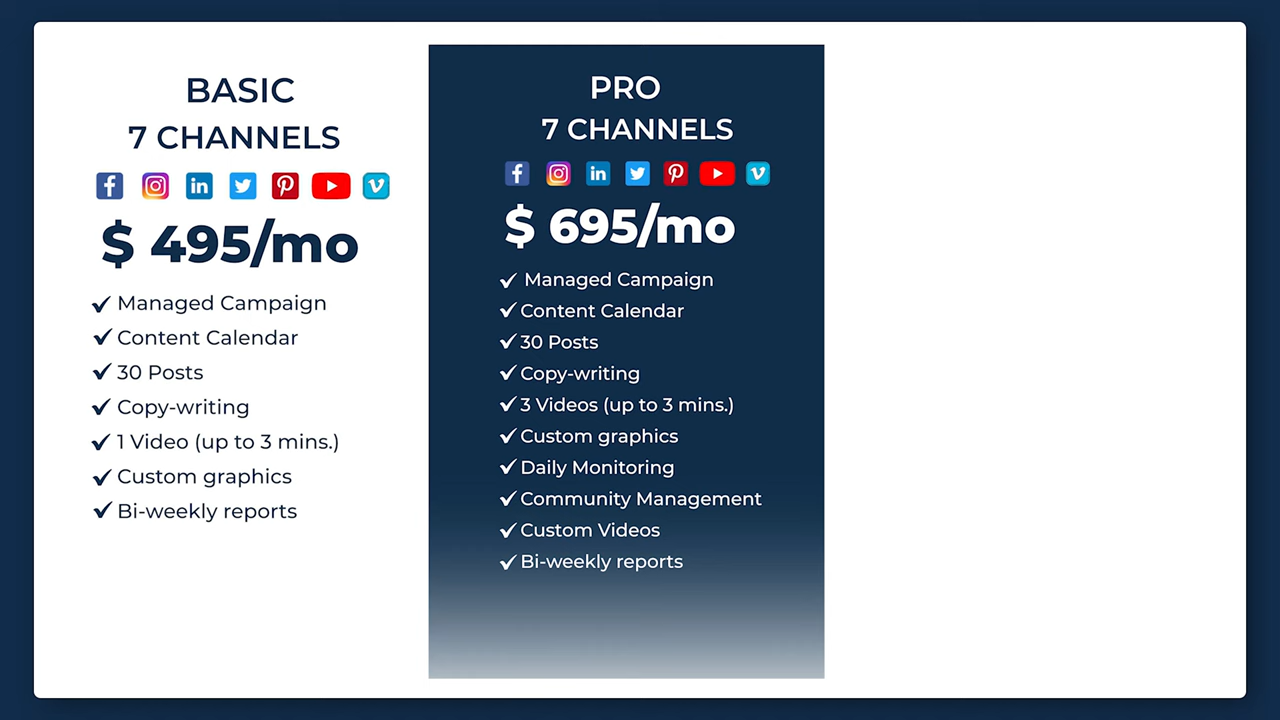 BASIC
7 CHANNELS
$ 495/mo
Managed Campaign
Content Calendar
30 Posts
Copy-writing
1 Video (up to 3 mins.)
Custom graphics
Bi-weekly reports
PRO
7 CHANNELS
$ 695/mo
Managed Campaign
Content Calendar
30 Posts
Copy-writing
3 Videos (up to 3 mins.)
Custom graphics
Daily Monitoring
Community Management
Custom Videos
Bi-weekly reports